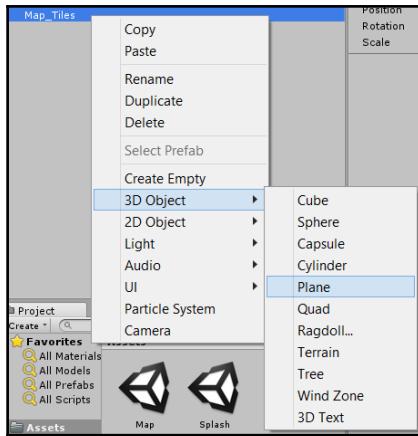 Map_Tiles
Position
Rotation
Scale
Copy
Paste
Rename
Duplicate
Delete
Select Prefab
Create Empty
3D Object
2D Object
Light
Audio
UI
Particle System
Camera
Cube
Sphere
Capsule
Cylinder
Plane
Quad
Ragdoll...
Terrain
Tree
Wind Zone
3D Text
Project
Create
Favorites
All Materials
All Models
All Prefabs
All Scripts
Assets
Assets
Map
Splash